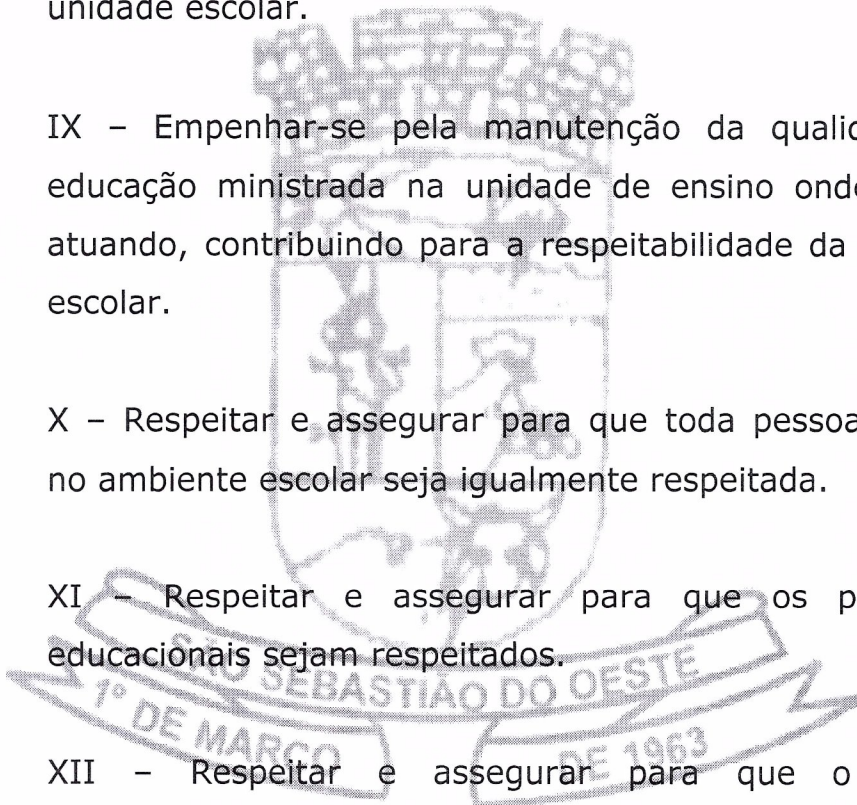 unidade escolar.
IX – Empenhar-se pela manutenção da
educação ministrada na unidade de ensino
atuando, contribuindo para a respeitabilidade da
escolar.
X – Respeitar e assegurar para que toda pessoa
no ambiente escolar seja igualmente respeitada.
XI – Respeitar e assegurar para que os
educacionais sejam respeitados.
SÃO SEBASTIÃO DO OESTE
1º DE MARÇO DE 1963
XII – Respeitar e assegurar para que o